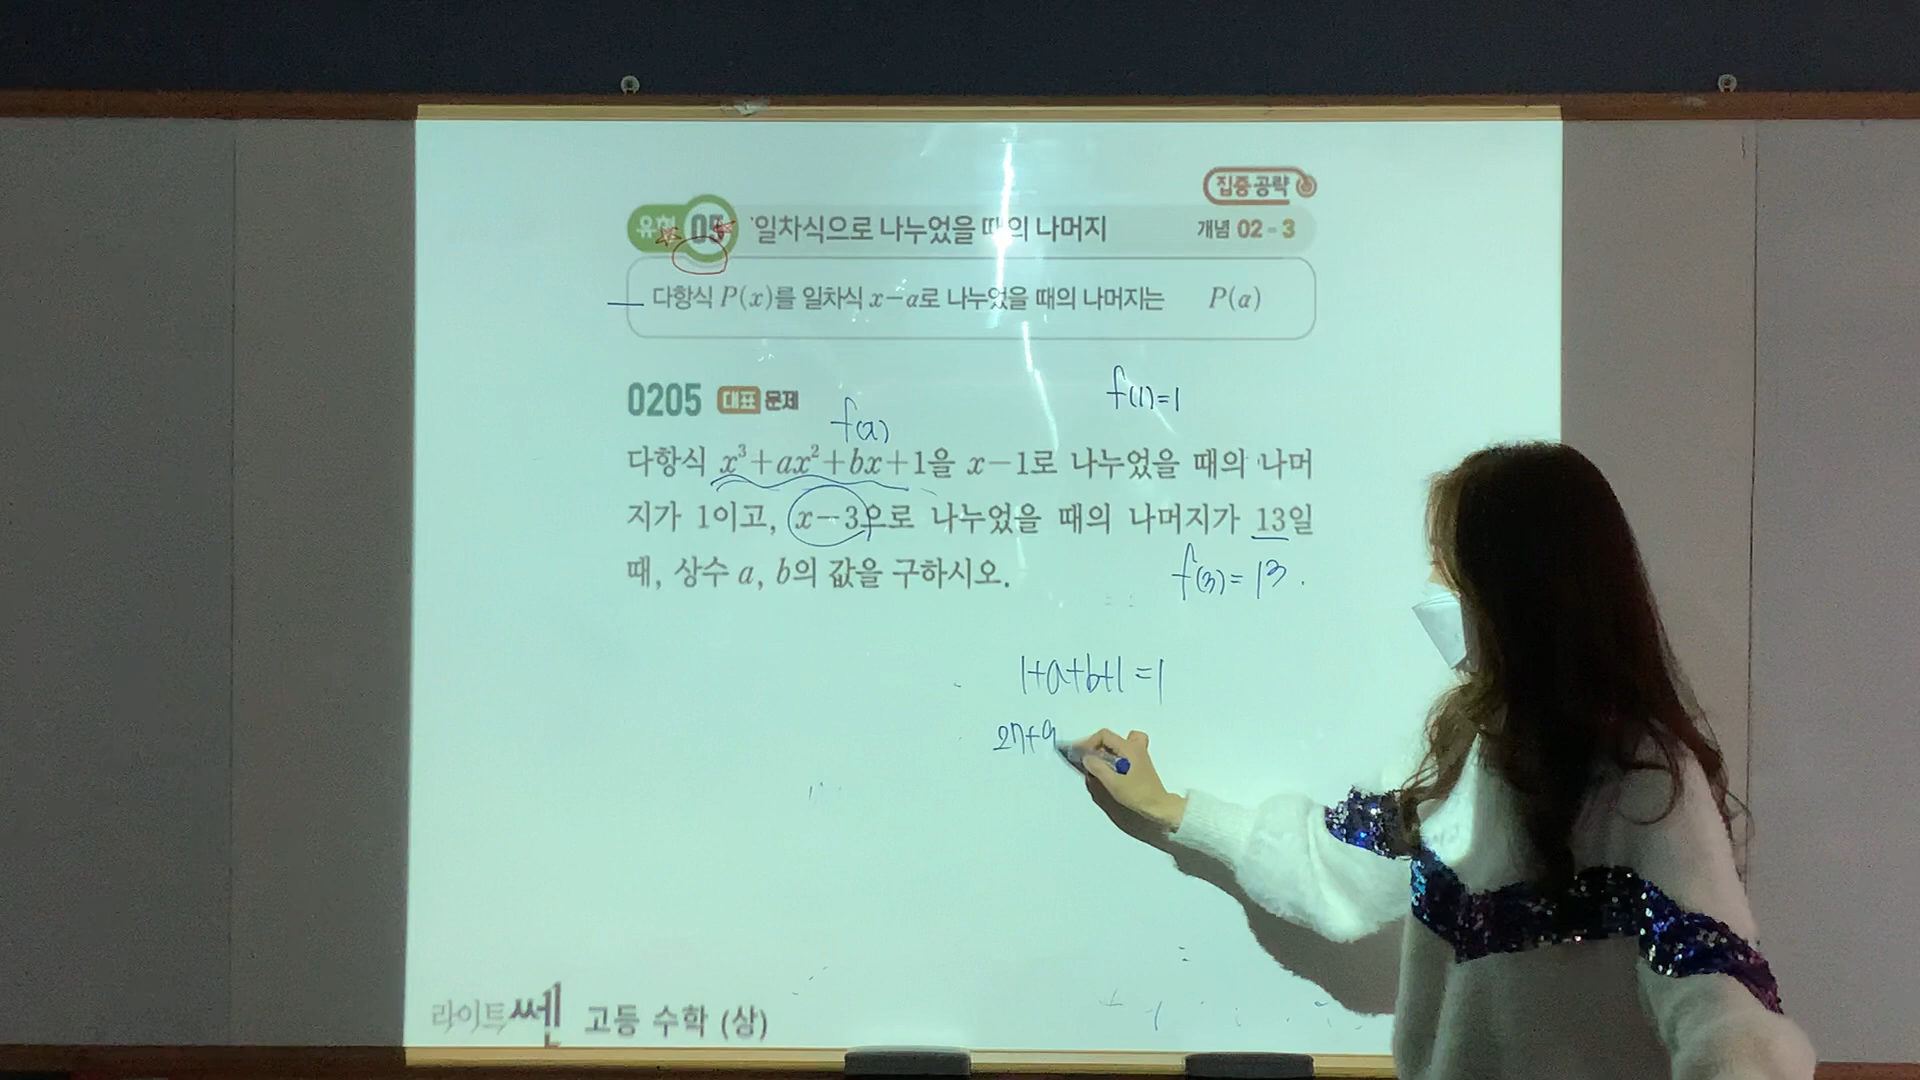 집중공략
유형 05 일차식으로 나누었을 때의 나머지 개념 02-3
다항식 P(x)를 일차식 x-α로 나누었을 때의 나머지는 P(α)
f(1)=1
0205 대표 문제
f(a)
다항식 x³+ax²+bx+1을 x-1로 나누었을 때의 나머
지가 1이고, x-3으로 나누었을 때의 나머지가 13일
때, 상수 a, b의 값을 구하시오.
f(3)=13.
1+a+b+1=1
27+9
라이트쎈 고등 수학 (상)